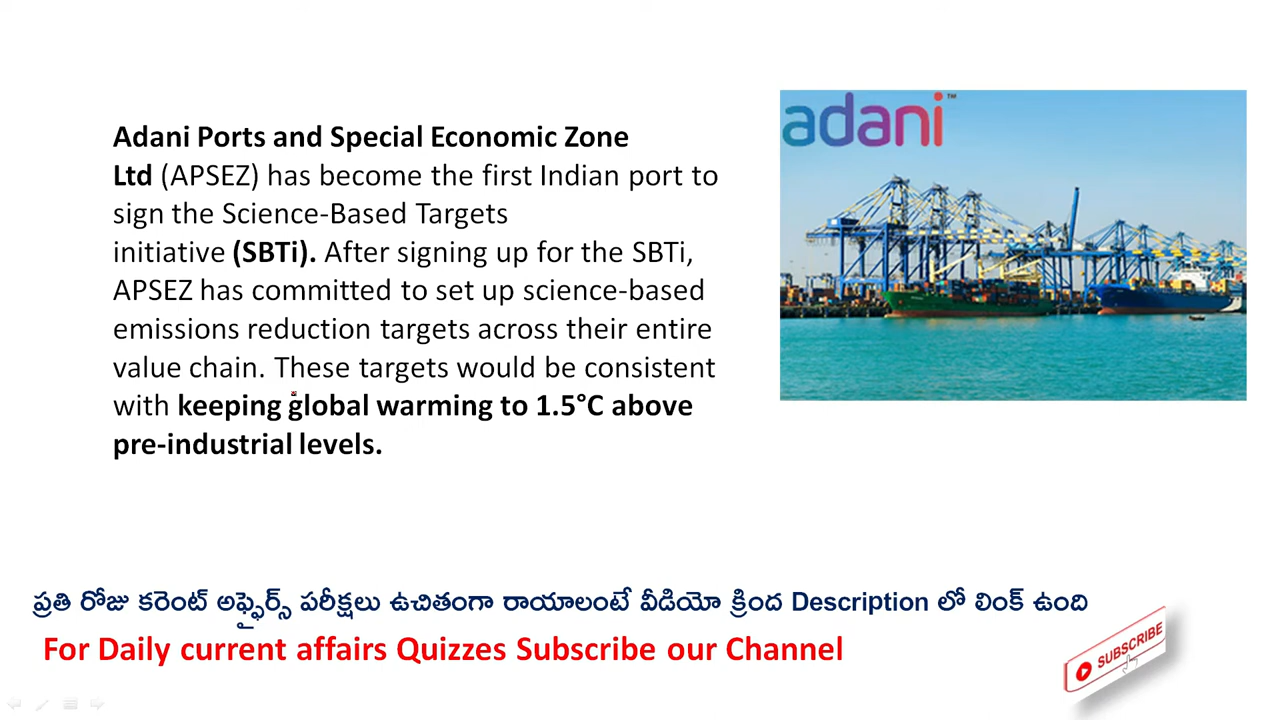 Adani Ports and Special Economic Zone
Ltd (APSEZ) has become the first Indian port to
sign the Science-Based Targets
initiative (SBTi). After signing up for the SBTi,
APSEZ has committed to set up science-based
emissions reduction targets across their entire
value chain. These targets would be consistent
with keeping global warming to 1.5°C above
pre-industrial levels.
adani™
ప్రతి రోజు కరెంట్ అఫ్ఫైర్స్ పరీక్షలు ఉచితంగా రాయాలంటే వీడియో క్రింద Description లో లింక్ ఉంది
For Daily current affairs Quizzes Subscribe our Channel
SUBSCRIBE